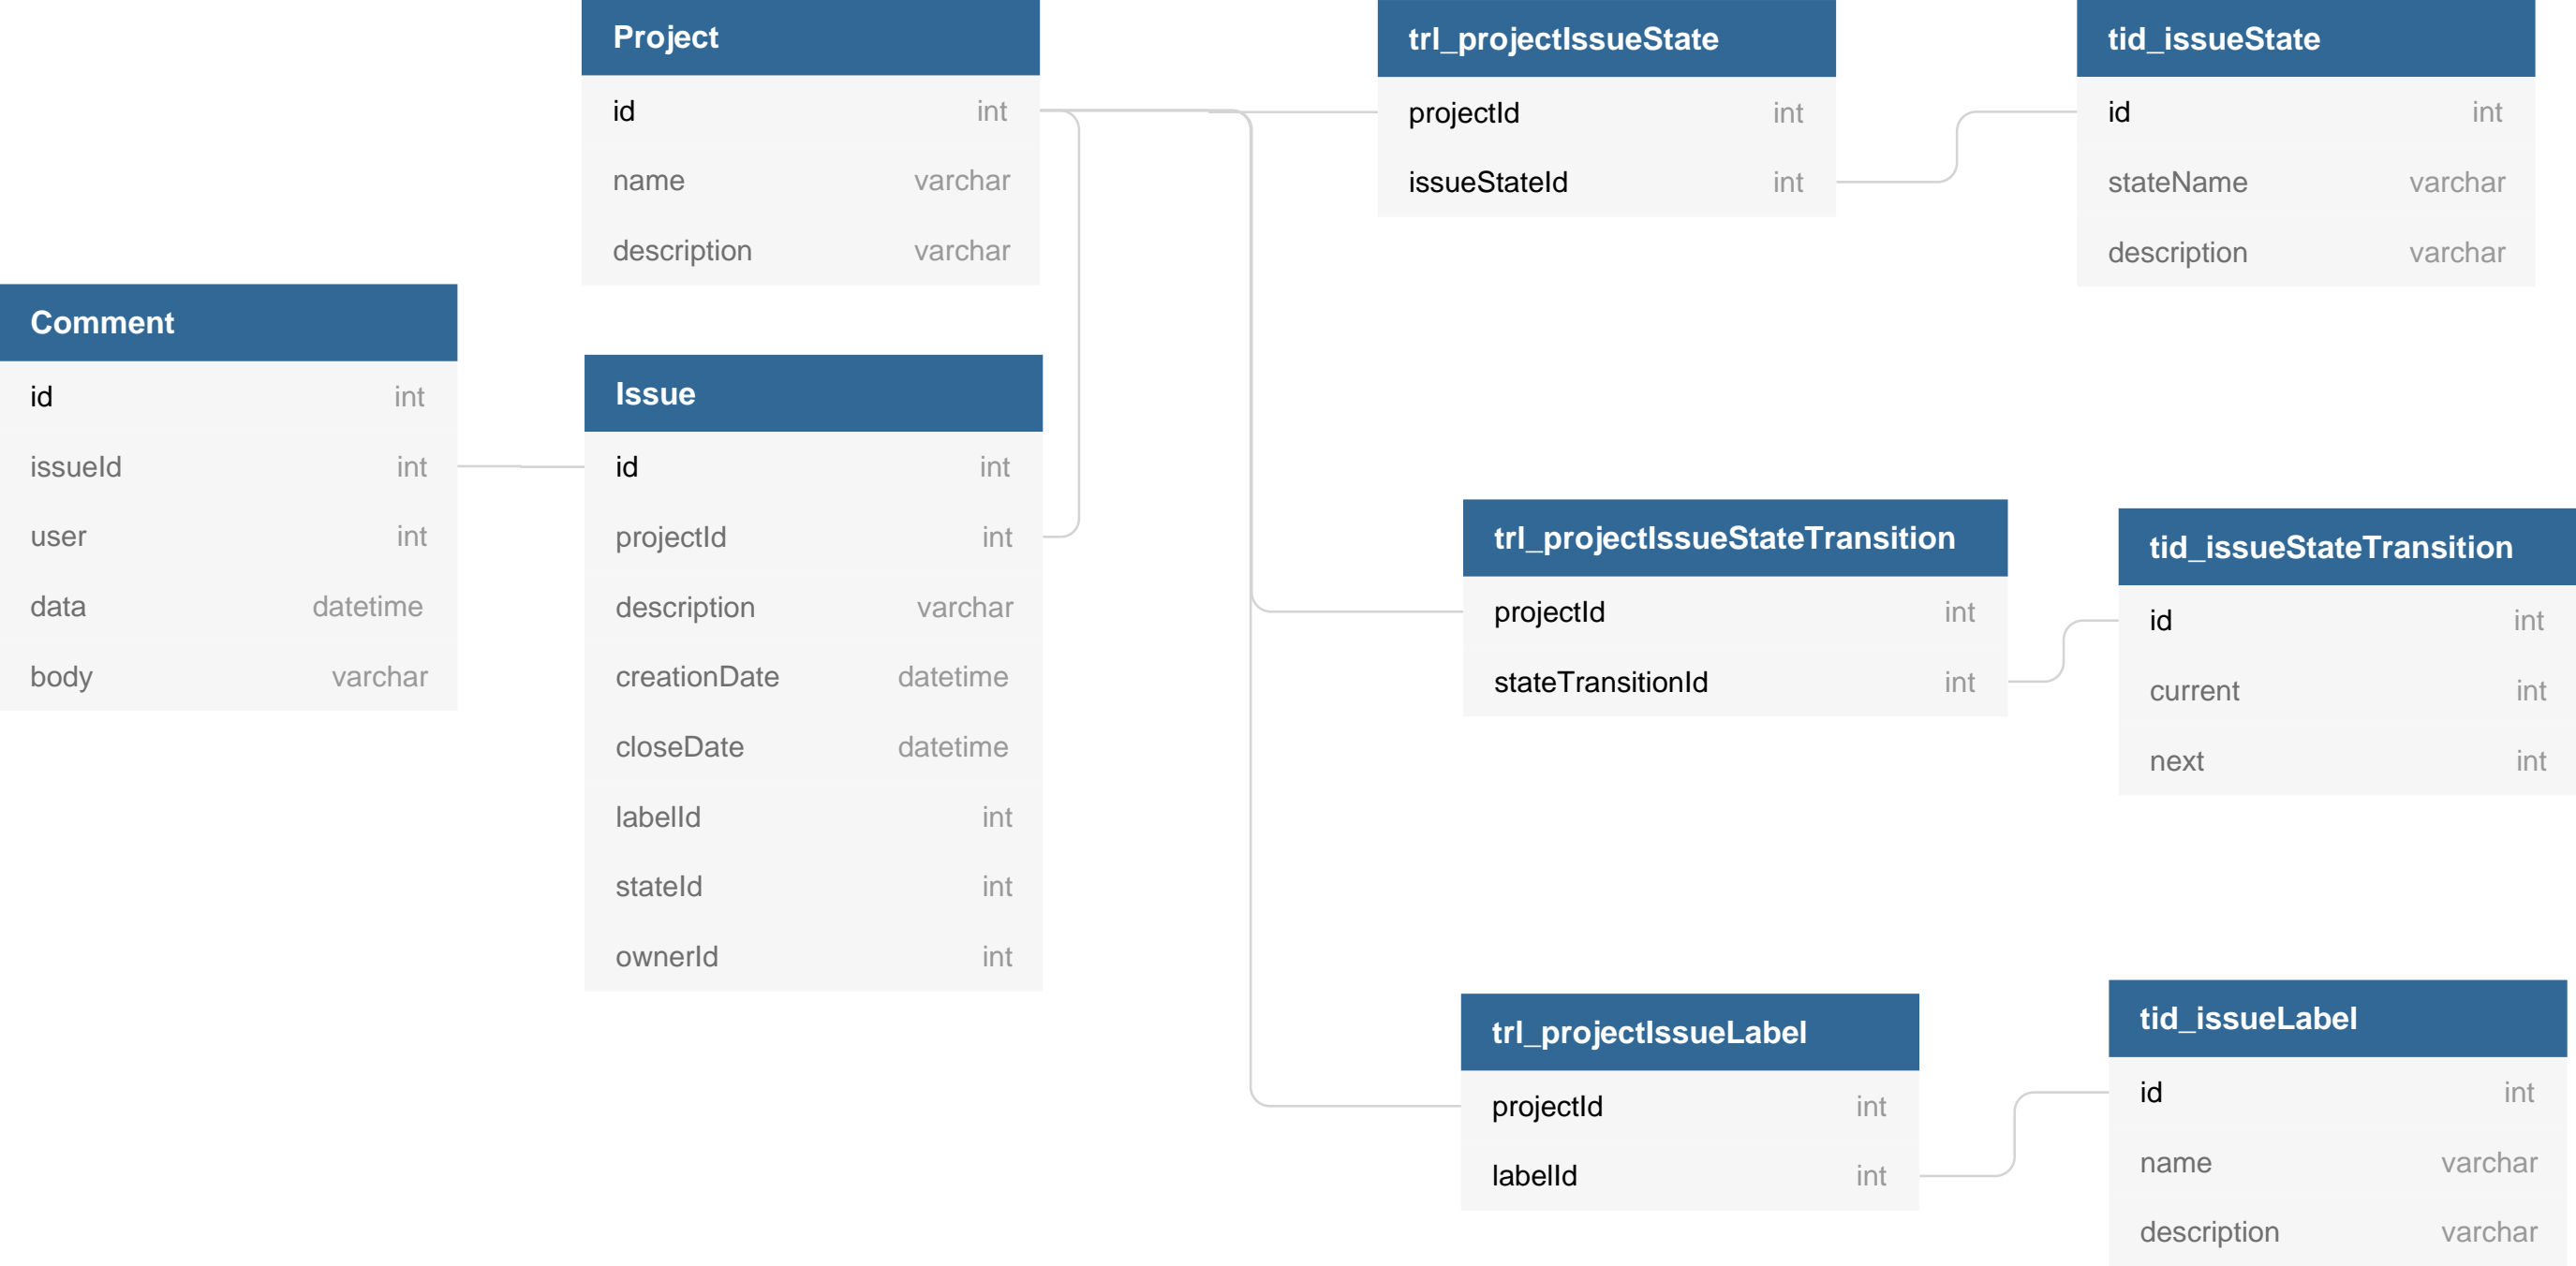 Project
id int
name varchar
description varchar
trl_projectIssueState
projectId int
issueStateId int
tid_issueState
id int
stateName varchar
description varchar
Comment
id int
issueId int
user int
data datetime
body varchar
Issue
id int
projectId int
description varchar
creationDate datetime
closeDate datetime
labelId int
stateId int
ownerId int
trl_projectIssueStateTransition
projectId int
stateTransitionId int
tid_issueStateTransition
id int
current int
next int
trl_projectIssueLabel
projectId int
labelId int
tid_issueLabel
id int
name varchar
description varchar